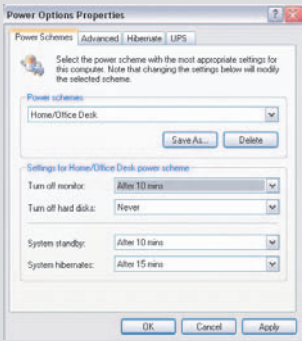 Power Options Properties
Power Schemes Advanced Hibernate UPS
Select the power scheme with the most appropriate settings for
this computer. Note that changing the settings below will modify
the selected scheme.
Power schemes
Home/Office Desk
Save As... Delete
Settings for Home/Office Desk power scheme
Turn off monitor: After 10 mins
Turn off hard disks: Never
System standby: After 10 mins
System hibernates: After 15 mins
OK Cancel Apply